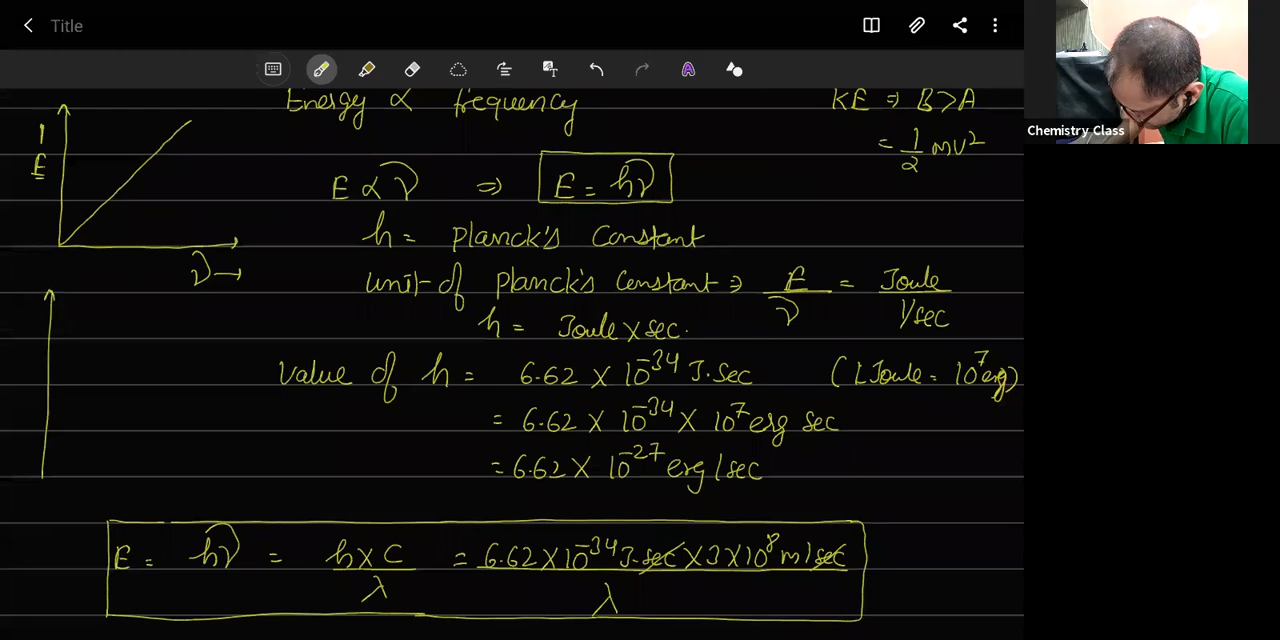 Title
Energy ∝ frequency
KE ⇒ B>A
= 1/2 mv²
Chemistry Class
E
E ∝ ν ⇒ E = hν
h = Planck's Constant
ν→
unit of Planck's Constant ⇒ E/ν = Joule/1/sec
h = Joule × sec.
Value of h = 6.62 × 10⁻³⁴ J.Sec (1 Joule = 10⁷ erg)
= 6.62 × 10⁻³⁴ × 10⁷ erg sec
= 6.62 × 10⁻²⁷ erg/sec
E = hν = h×C/λ = 6.62×10⁻³⁴ J.sec × 3×10⁸ m/sec/λ